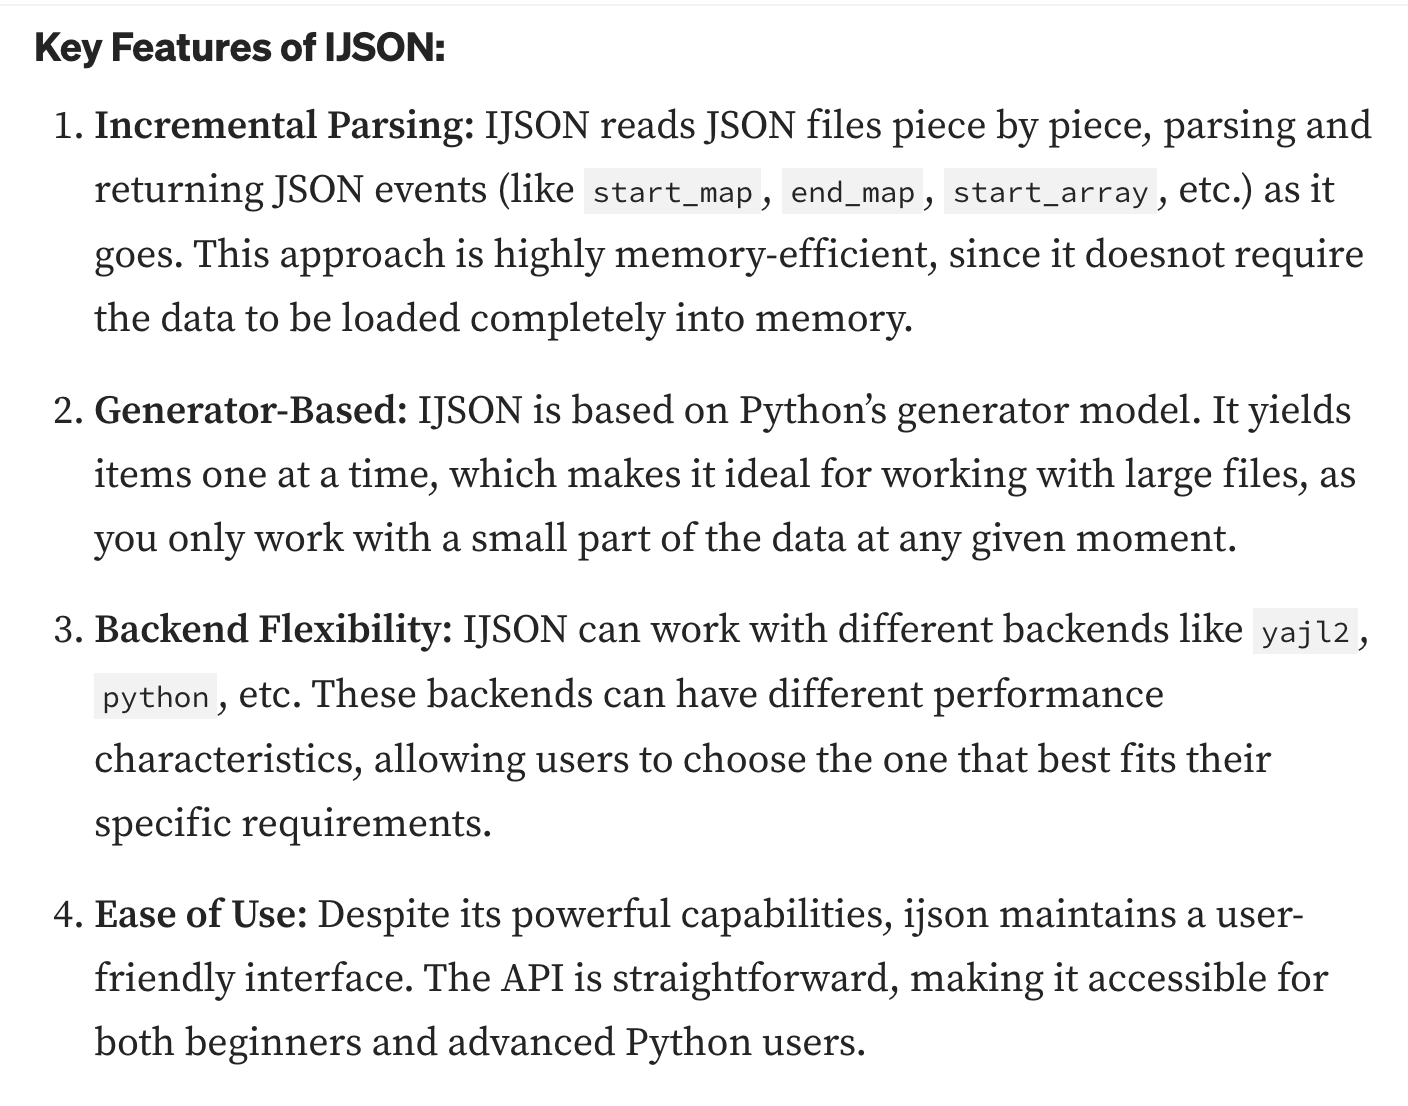 Key Features of IJSON:
1. Incremental Parsing: IJSON reads JSON files piece by piece, parsing and
returning JSON events (like start_map, end_map, start_array, etc.) as it
goes. This approach is highly memory-efficient, since it doesnot require
the data to be loaded completely into memory.
2. Generator-Based: IJSON is based on Python’s generator model. It yields
items one at a time, which makes it ideal for working with large files, as
you only work with a small part of the data at any given moment.
3. Backend Flexibility: IJSON can work with different backends like yajl2,
python, etc. These backends can have different performance
characteristics, allowing users to choose the one that best fits their
specific requirements.
4. Ease of Use: Despite its powerful capabilities, ijson maintains a user-
friendly interface. The API is straightforward, making it accessible for
both beginners and advanced Python users.